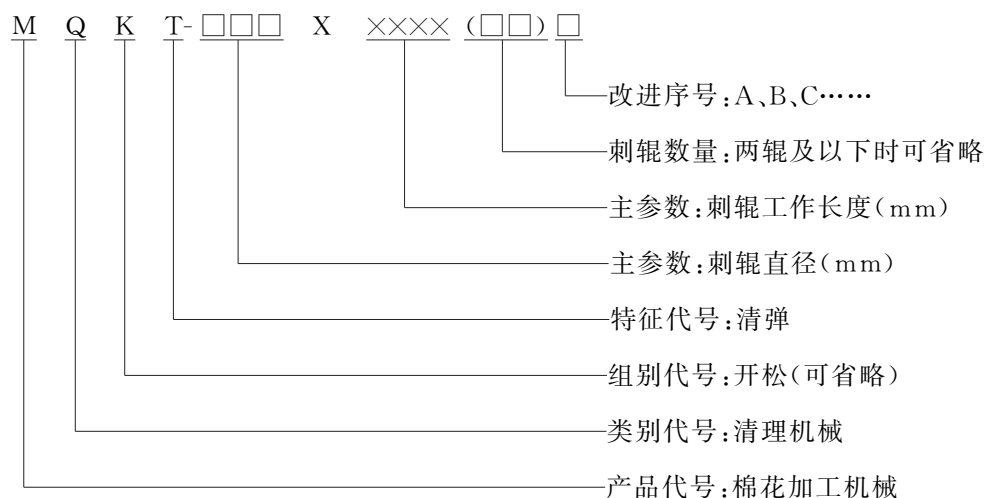 M Q K T-□□□ X ×××× (□□)□
改进序号:A、B、C……
刺辊数量:两辊及以下时可省略
主参数:刺辊工作长度(mm)
主参数:刺辊直径(mm)
特征代号:清弹
组别代号:开松(可省略)
类别代号:清理机械
产品代号:棉花加工机械